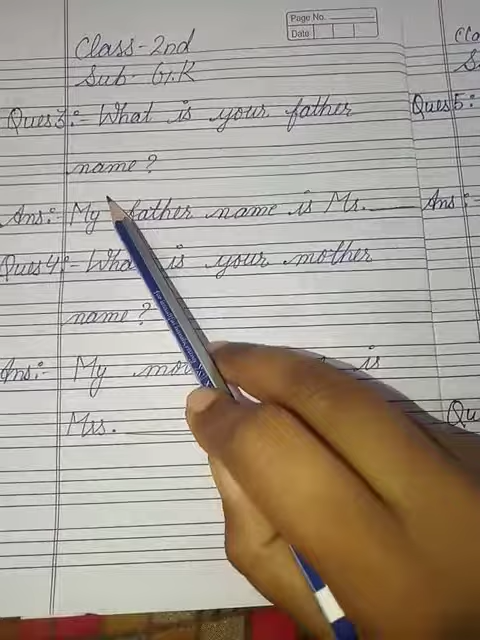 Page No.
Date
Class-2nd
Sub- G.K
Ques3:- What is your father
name?
Ans:- My father name is Mr.
Ques4:- What is your mother
name?
Ans:- My is
Mrs.
Ques5:
Ans:-